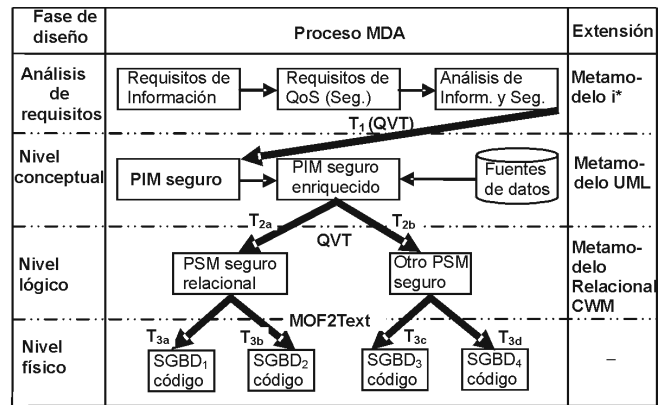 Fase de
diseño
Proceso MDA
Extensión
Análisis
de
requisitos
Requisitos de
Información
Requisitos de
QoS (Seg.)
Análisis de
Inform. y Seg.
Metamo-
delo i*
T1 (QVT)
Nivel
conceptual
PIM seguro
PIM seguro
enriquecido
Fuentes
de datos
Metamo-
delo UML
T2a
QVT
T2b
Nivel
lógico
PSM seguro
relacional
Otro PSM
seguro
Metamo-
delo
Relacional
CWM
MOF2Text
T3a
T3b
T3c
T3d
Nivel
físico
SGBD1
código
SGBD2
código
SGBD3
código
SGBD4
código
–